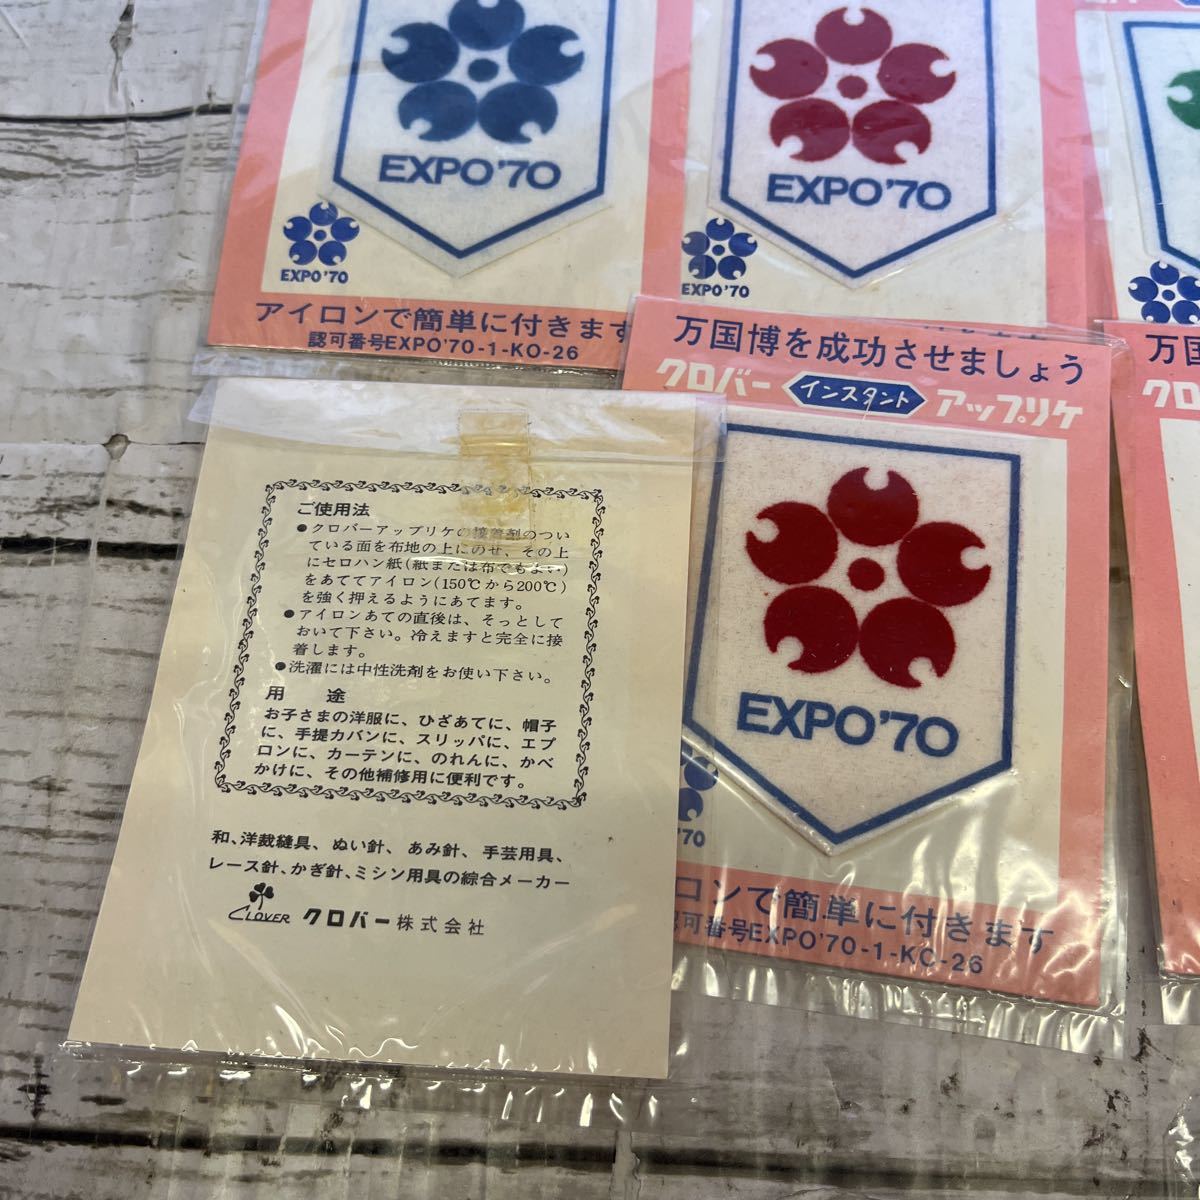 EXPO'70
EXPO'70
アイロンで簡単に付きます
認可番号EXPO'70-1-KO-26
EXPO'70
EXPO'70
万国博を成功させましょう
クロバー インスタント アップリケ
EXPO'70
'70
ロンで簡単に付きます
可番号EXPO'70-1-KO-26
万国
クロ
ご使用法
●クロバーアップリケの接着剤のつい
ている面を布地の上にのせ、その上
にセロハン紙(紙または布でもよい)
をあててアイロン(150℃から200℃)
を強く押えるようにあてます。
●アイロンあての直後は、そっとして
おいて下さい。冷えますと完全に接
着します。
●洗濯には中性洗剤をお使い下さい。
用 途
お子さまの洋服に、ひざあてに、帽子
に、手提カバンに、スリッパに、エプ
ロンに、カーテンに、のれんに、かべ
かけに、その他補修用に便利です。
和、洋裁縫具、ぬい針、あみ針、手芸用具、
レース針、かぎ針、ミシン用具の綜合メーカー
CLOVER クロバー株式会社